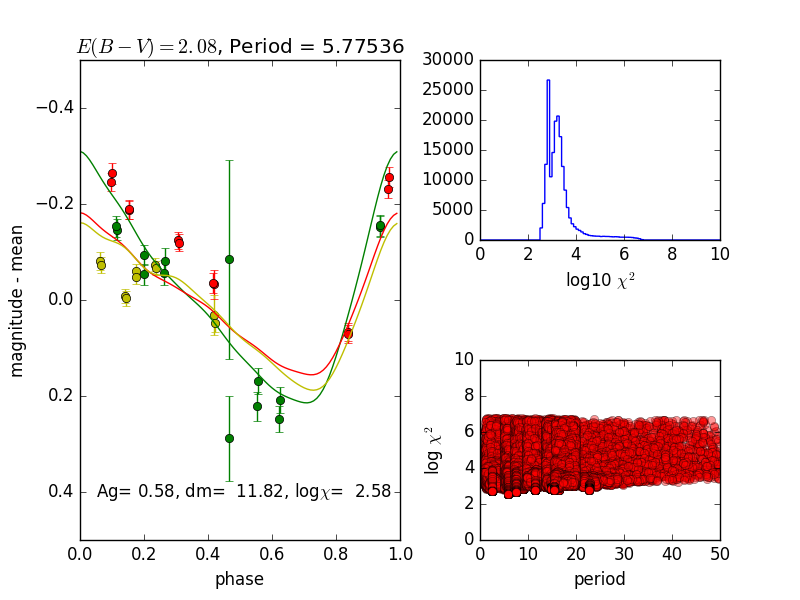 E(B−V)=2.08, Period = 5.77536
−0.4
−0.2
0.0
0.2
0.4
magnitude - mean
Ag= 0.58, dm= 11.82, logχ= 2.58
0.0 0.2 0.4 0.6 0.8 1.0
phase
30000
25000
20000
15000
10000
5000
0
0 2 4 6 8 10
log10 χ²
10
8
6
4
2
0
log χ²
0 10 20 30 40 50
period